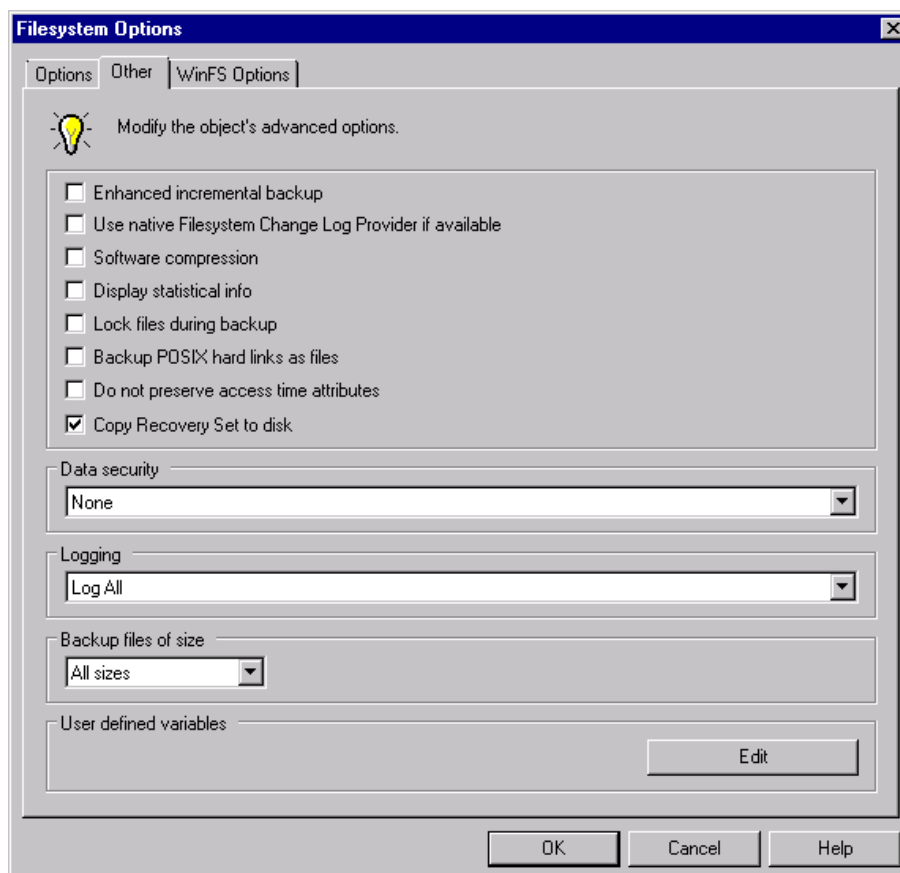 Filesystem Options
Options Other WinFS Options
Modify the object's advanced options.
Enhanced incremental backup
Use native Filesystem Change Log Provider if available
Software compression
Display statistical info
Lock files during backup
Backup POSIX hard links as files
Do not preserve access time attributes
Copy Recovery Set to disk
Data security
None
Logging
Log All
Backup files of size
All sizes
User defined variables
Edit
OK Cancel Help